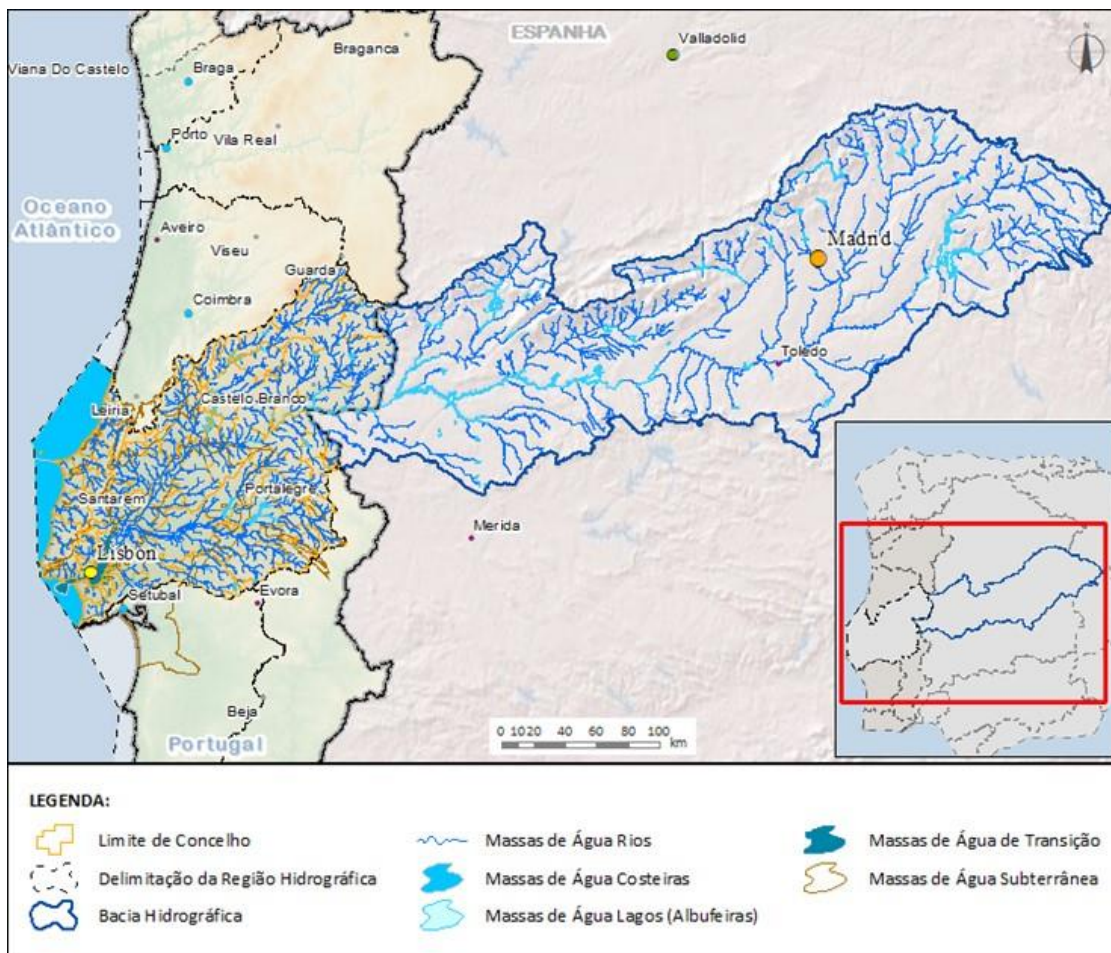 ESPANHA
Valladolid
N
Braganca
Viana Do Castelo
Braga
Porto
Vila Real
Oceano
Atlântico
Aveiro
Viseu
Madrid
Guarda
Coimbra
Toledo
Leiria
Castelo Branco
Santarem
Portalegre
Merida
Lisbon
Setubal
Evora
Beja
Portugal
0 10 20 40 60 80 100
km
LEGENDA:
Limite de Concelho
Delimitação da Região Hidrográfica
Bacia Hidrográfica
Massas de Água Rios
Massas de Água Costeiras
Massas de Água Lagos (Albufeiras)
Massas de Água de Transição
Massas de Água Subterrânea